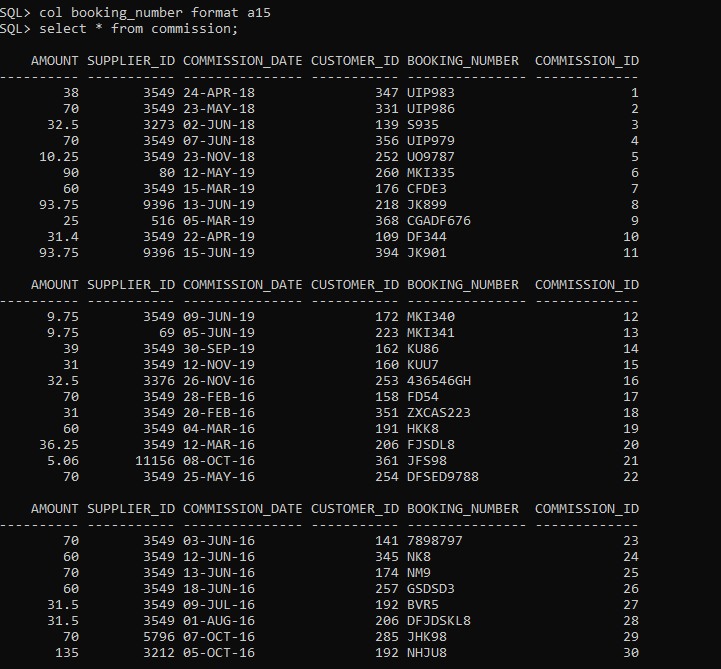 SQL> col booking_number format a15
SQL> select * from commission;
AMOUNT SUPPLIER_ID COMMISSION_DATE CUSTOMER_ID BOOKING_NUMBER COMMISSION_ID
---------- ----------- --------------- ----------- --------------- -------------
38 3549 24-APR-18 347 UIP983 1
70 3549 23-MAY-18 331 UIP986 2
32.5 3273 02-JUN-18 139 S935 3
70 3549 07-JUN-18 356 UIP979 4
10.25 3549 23-NOV-18 252 UO9787 5
90 80 12-MAY-19 260 MKI335 6
60 3549 15-MAR-19 176 CFDE3 7
93.75 9396 13-JUN-19 218 JK899 8
25 516 05-MAR-19 368 CGADF676 9
31.4 3549 22-APR-19 109 DF344 10
93.75 9396 15-JUN-19 394 JK901 11
AMOUNT SUPPLIER_ID COMMISSION_DATE CUSTOMER_ID BOOKING_NUMBER COMMISSION_ID
---------- ----------- --------------- ----------- --------------- -------------
9.75 3549 09-JUN-19 172 MKI340 12
9.75 69 05-JUN-19 223 MKI341 13
39 3549 30-SEP-19 162 KU86 14
31 3549 12-NOV-19 160 KUU7 15
32.5 3376 26-NOV-16 253 436546GH 16
70 3549 28-FEB-16 158 FD54 17
31 3549 20-FEB-16 351 ZXCAS223 18
60 3549 04-MAR-16 191 HKK8 19
36.25 3549 12-MAR-16 206 FJSDL8 20
5.06 11156 08-OCT-16 361 JFS98 21
70 3549 25-MAY-16 254 DFSED9788 22
AMOUNT SUPPLIER_ID COMMISSION_DATE CUSTOMER_ID BOOKING_NUMBER COMMISSION_ID
---------- ----------- --------------- ----------- --------------- -------------
70 3549 03-JUN-16 141 7898797 23
60 3549 12-JUN-16 345 NK8 24
70 3549 13-JUN-16 174 NM9 25
60 3549 18-JUN-16 257 GSDSD3 26
31.5 3549 09-JUL-16 192 BVR5 27
31.5 3549 01-AUG-16 206 DFJDSKL8 28
70 5796 07-OCT-16 285 JHK98 29
135 3212 05-OCT-16 192 NHJU8 30